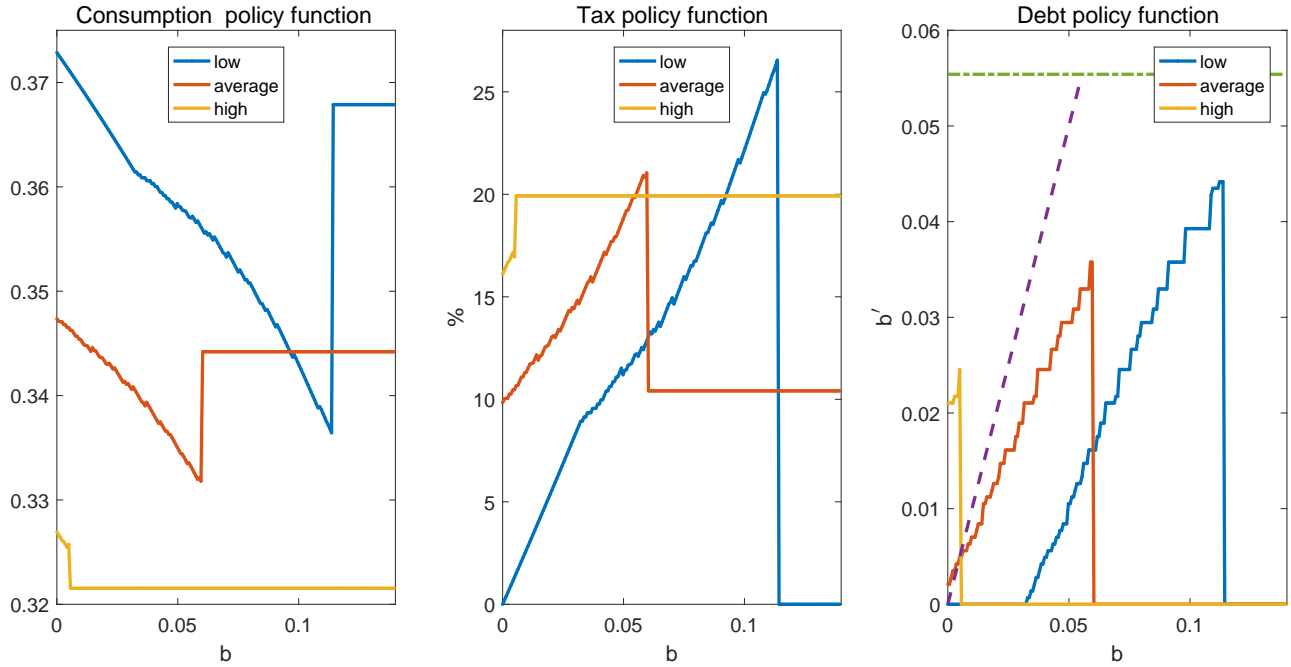 Consumption policy function
low
average
high
0.37
0.36
0.35
0.34
0.33
0.32
0
0.05
0.1
b
Tax policy function
low
average
high
%
25
20
15
10
5
0
0
0.05
0.1
b
Debt policy function
low
average
high
b′
0.06
0.05
0.04
0.03
0.02
0.01
0
0
0.05
0.1
b